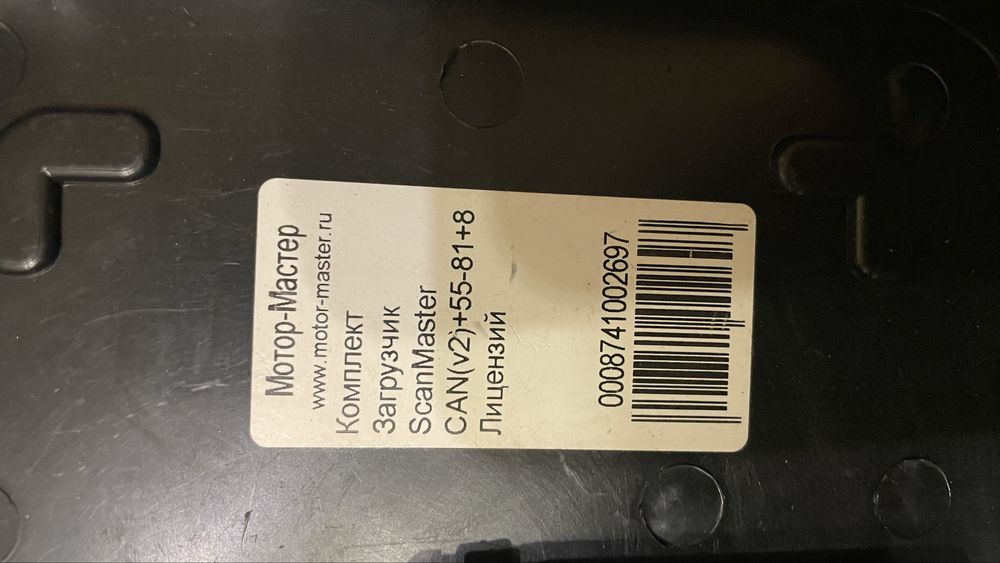 Мотор-Мастер
www.motor-master.ru
Комплект
Загрузчик
ScanMaster
CAN(v2)+55-81+8
Лицензий
0008741002697